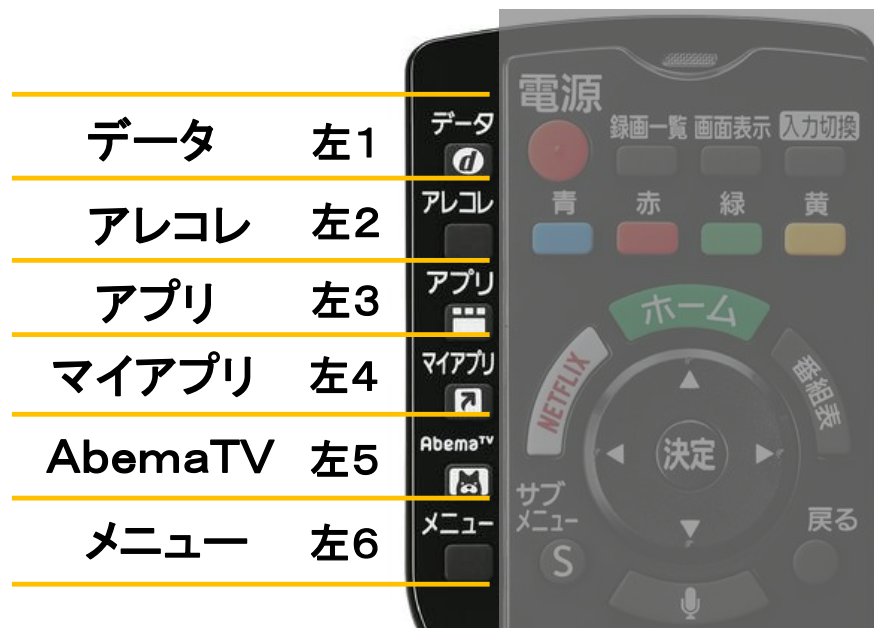 データ 左1
アレコレ 左2
アプリ 左3
マイアプリ 左4
AbemaTV 左5
メニュー 左6
データ
d
アレコレ
アプリ
マイアプリ
AbemaTV
メニュー
電源
録画一覧 画面表示 入力切換
青 赤 緑 黄
ホーム
NETFLIX
番組表
決定
サブ
メニュー
S
戻る